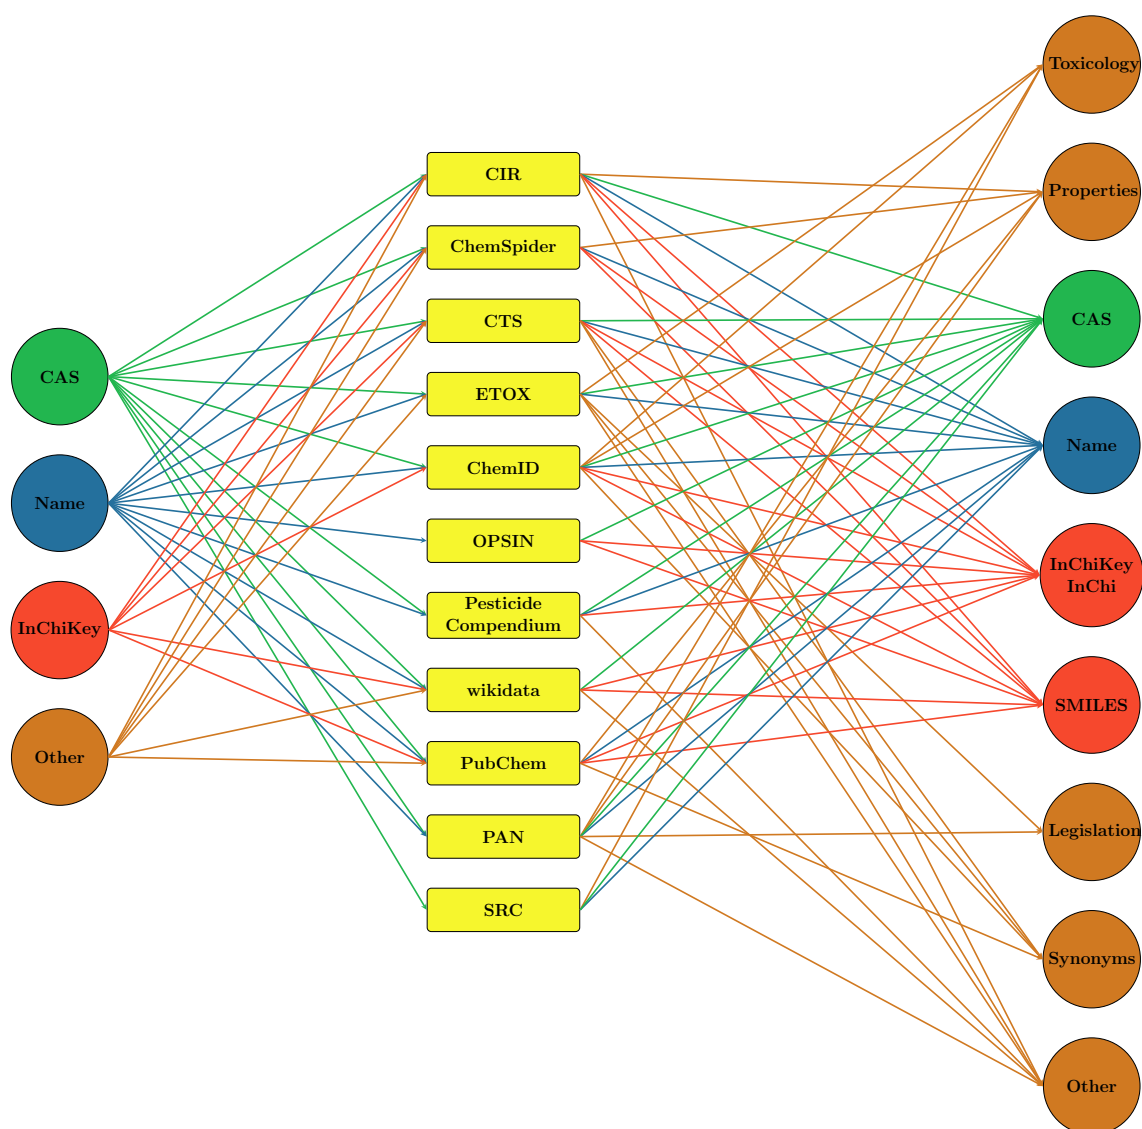 CAS
Name
InChiKey
Other
CIR
ChemSpider
CTS
ETOX
ChemID
OPSIN
Pesticide
Compendium
wikidata
PubChem
PAN
SRC
Toxicology
Properties
CAS
Name
InChiKey
InChi
SMILES
Legislation
Synonyms
Other